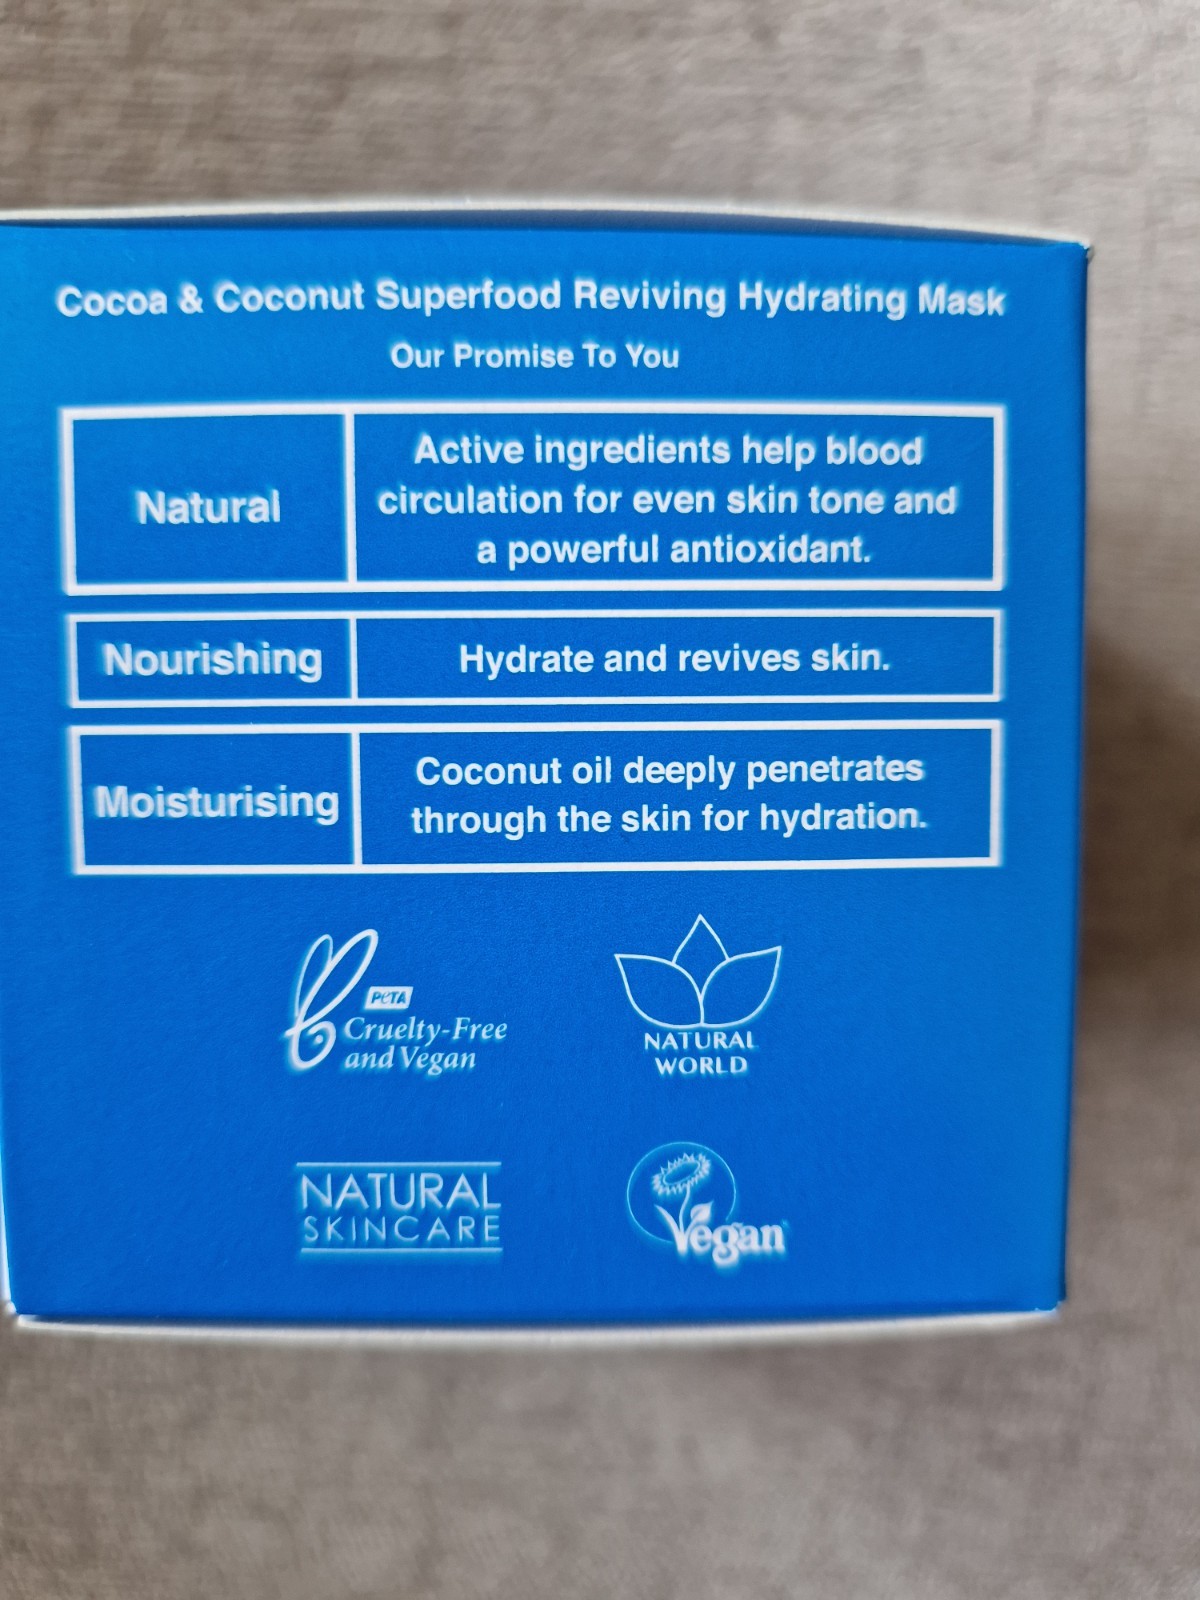 Cocoa & Coconut Superfood Reviving Hydrating Mask
Our Promise To You
Natural
Active ingredients help blood
circulation for even skin tone and
a powerful antioxidant.
Nourishing
Hydrate and revives skin.
Moisturising
Coconut oil deeply penetrates
through the skin for hydration.
PETA
Cruelty-Free
and Vegan
NATURAL
WORLD
NATURAL
SKINCARE
Vegan